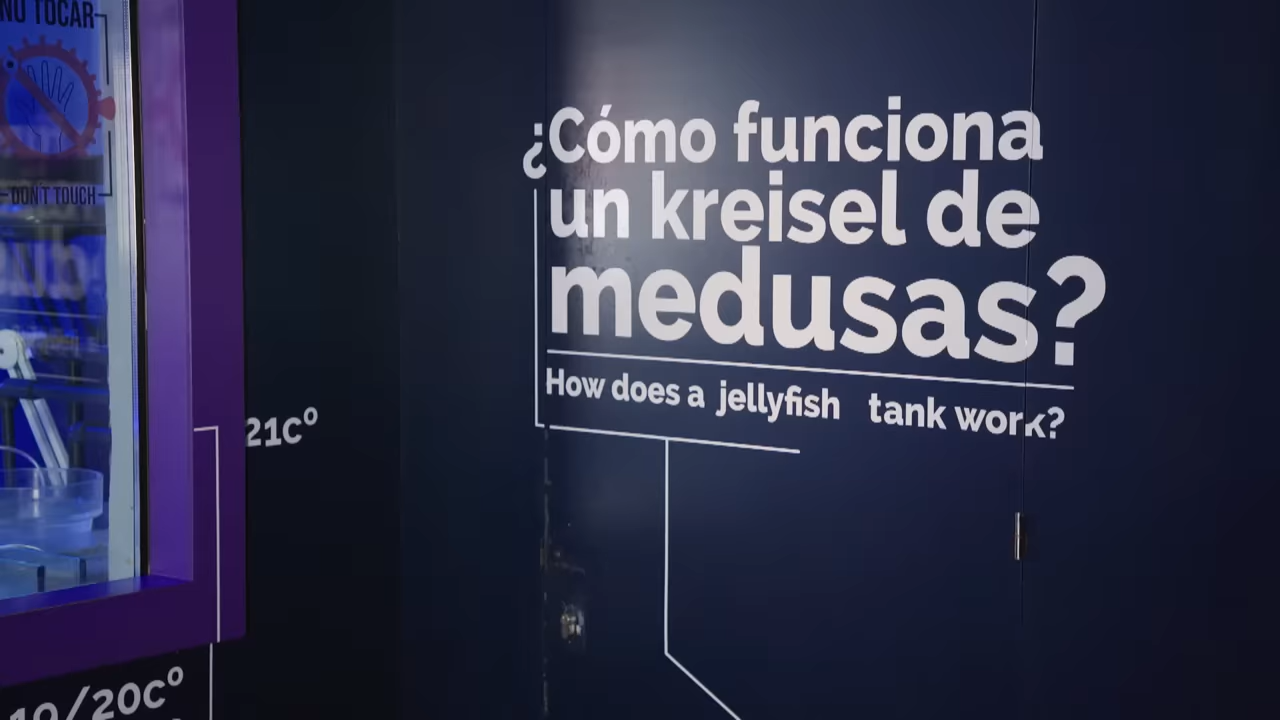 NO TOCAR
DON'T TOUCH
¿Cómo funciona
un kreisel de
medusas?
How does a jellyfish tank work?
21cº
19/20cº